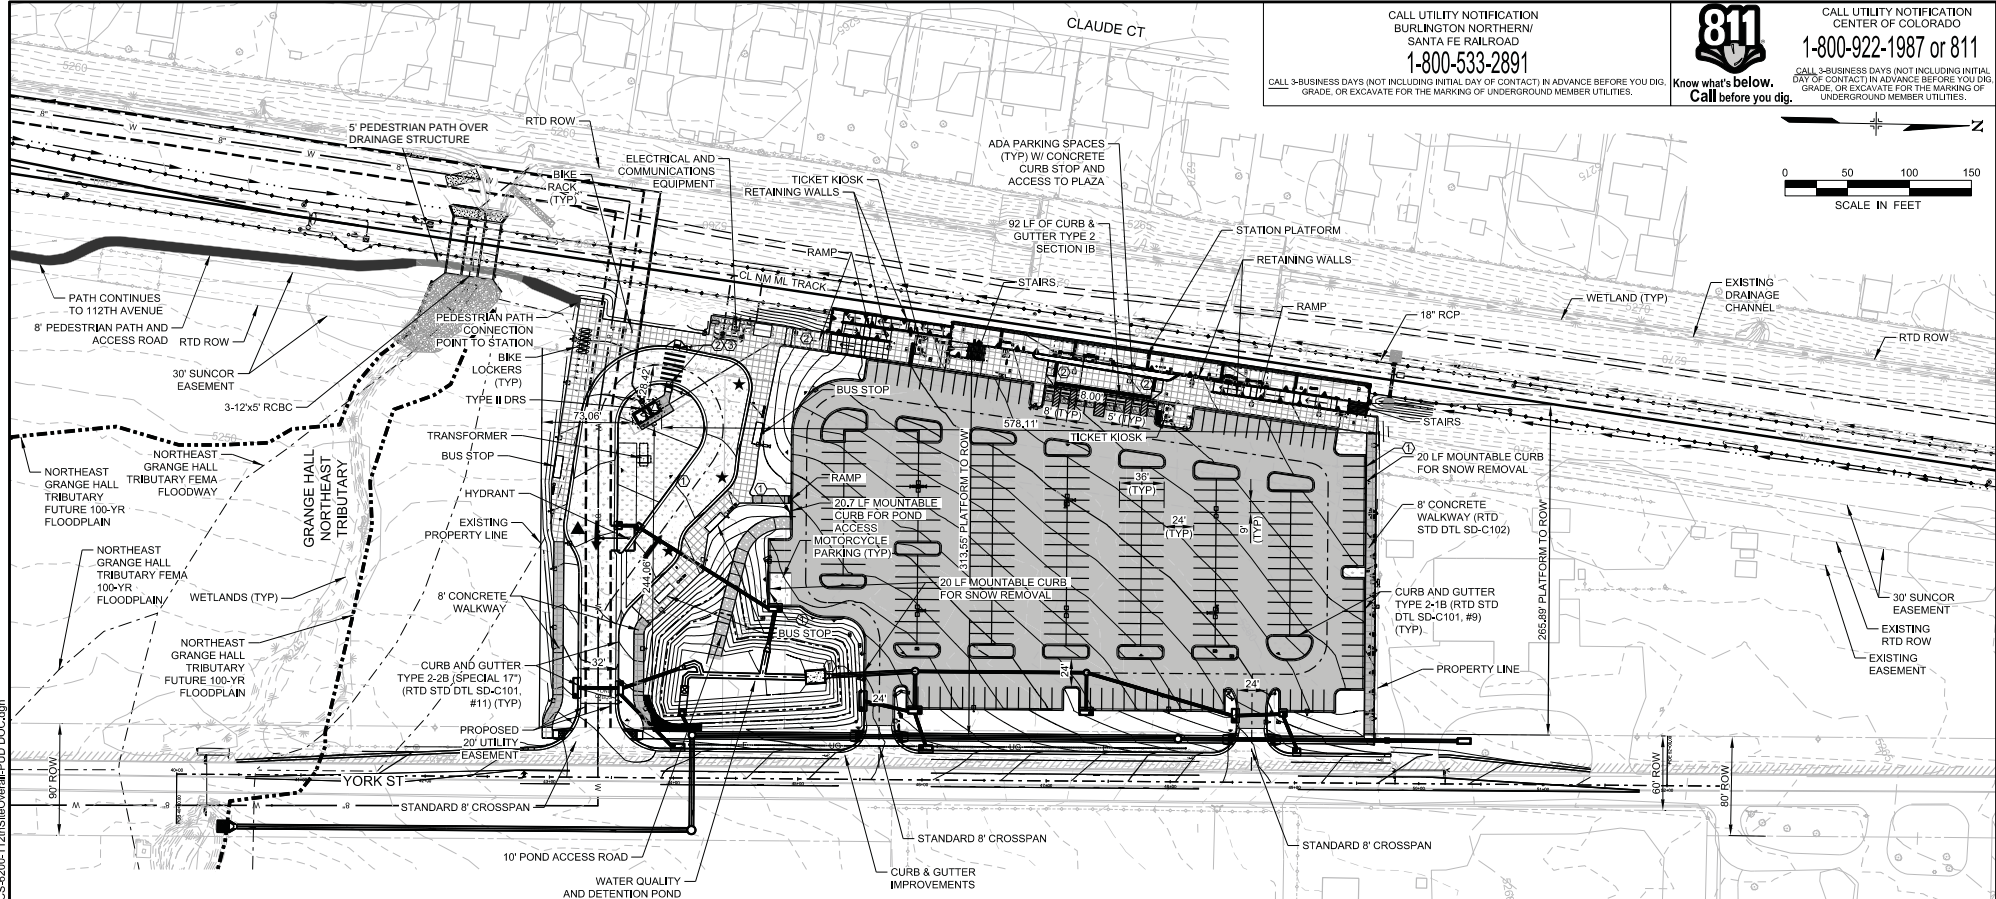 CLAUDE CT
CALL UTILITY NOTIFICATION
BURLINGTON NORTHERN/
SANTA FE RAILROAD
1-800-533-2891
CALL 3-BUSINESS DAYS (NOT INCLUDING INITIAL DAY OF CONTACT) IN ADVANCE BEFORE YOU DIG,
GRADE, OR EXCAVATE FOR THE MARKING OF UNDERGROUND MEMBER UTILITIES.
811
Know what's below.
Call before you dig.
CALL UTILITY NOTIFICATION
CENTER OF COLORADO
1-800-922-1987 or 811
CALL 3-BUSINESS DAYS (NOT INCLUDING INITIAL
DAY OF CONTACT) IN ADVANCE BEFORE YOU DIG,
GRADE, OR EXCAVATE FOR THE MARKING OF
UNDERGROUND MEMBER UTILITIES.
N
0 50 100 150
SCALE IN FEET
5' PEDESTRIAN PATH OVER
DRAINAGE STRUCTURE
RTD ROW
BIKE
RACK
(TYP)
ELECTRICAL AND
COMMUNICATIONS
EQUIPMENT
TICKET KIOSK
RETAINING WALLS
RAMP
CL NM ML TRACK
ADA PARKING SPACES
(TYP) W/ CONCRETE
CURB STOP AND
ACCESS TO PLAZA
92 LF OF CURB &
GUTTER TYPE 2
SECTION IB
STAIRS
STATION PLATFORM
RETAINING WALLS
RAMP
18" RCP
WETLAND (TYP)
EXISTING
DRAINAGE
CHANNEL
RTD ROW
5260
5260
5265
5275
5270
5270
PATH CONTINUES
TO 112TH AVENUE
8' PEDESTRIAN PATH AND
ACCESS ROAD
RTD ROW
30' SUNCOR
EASEMENT
3-12'x5' RCBC
PEDESTRIAN PATH
CONNECTION
POINT TO STATION
BIKE
LOCKERS
(TYP)
TYPE II DRS
TRANSFORMER
BUS STOP
HYDRANT
EXISTING
PROPERTY LINE
8' CONCRETE
WALKWAY
CURB AND GUTTER
TYPE 2-2B (SPECIAL 17")
(RTD STD DTL SD-C101,
#11) (TYP)
PROPOSED
20' UTILITY
EASEMENT
NORTHEAST
GRANGE HALL
TRIBUTARY
FUTURE 100-YR
FLOODPLAIN
NORTHEAST
GRANGE HALL
TRIBUTARY FEMA
FLOODWAY
5250
GRANGE HALL
NORTHEAST
TRIBUTARY
NORTHEAST
GRANGE HALL
TRIBUTARY FEMA
100-YR
FLOODPLAIN
WETLANDS (TYP)
NORTHEAST
GRANGE HALL
TRIBUTARY
FUTURE 100-YR
FLOODPLAIN
73.06'
28.42'
244.06'
32'
BUS STOP
RAMP
20.7 LF MOUNTABLE
CURB FOR POND
ACCESS
MOTORCYCLE
PARKING (TYP)
20 LF MOUNTABLE CURB
FOR SNOW REMOVAL
BUS STOP
578.11'
313.55' PLATFORM TO ROW
8' (TYP)
8.00'
5' (TYP)
TICKET KIOSK
36'
(TYP)
24'
(TYP)
9'
(TYP)
24'
24'
24'
STAIRS
20 LF MOUNTABLE CURB
FOR SNOW REMOVAL
8' CONCRETE
WALKWAY (RTD
STD DTL SD-C102)
CURB AND GUTTER
TYPE 2-1B (RTD STD
DTL SD-C101, #9)
(TYP)
265.89' PLATFORM TO ROW
PROPERTY LINE
30' SUNCOR
EASEMENT
EXISTING
RTD ROW
EXISTING
EASEMENT
90' ROW
YORK ST
60' ROW
80' ROW
STANDARD 8' CROSSPAN
10' POND ACCESS ROAD
WATER QUALITY
AND DETENTION POND
CURB & GUTTER
IMPROVEMENTS
STANDARD 8' CROSSPAN
STANDARD 8' CROSSPAN